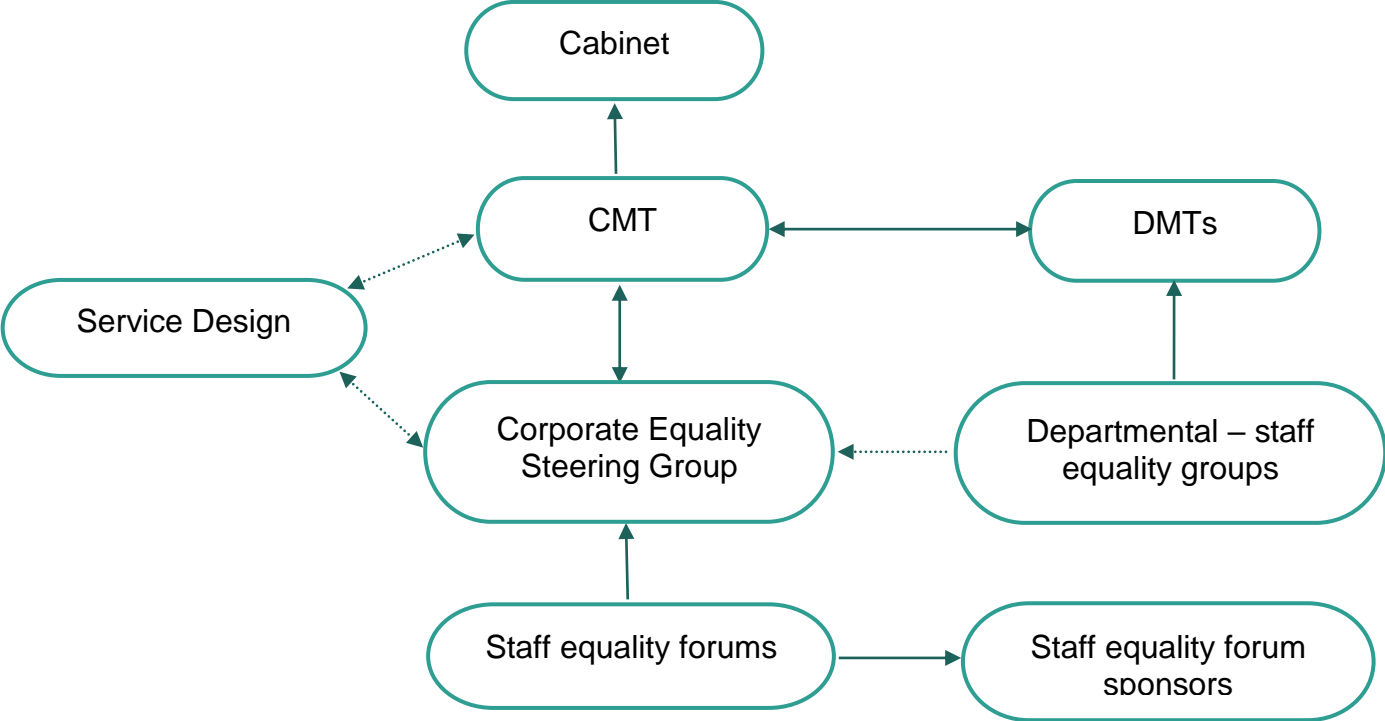 Cabinet
CMT
DMTs
Service Design
Corporate Equality
Steering Group
Departmental – staff
equality groups
Staff equality forums
Staff equality forum
sponsors